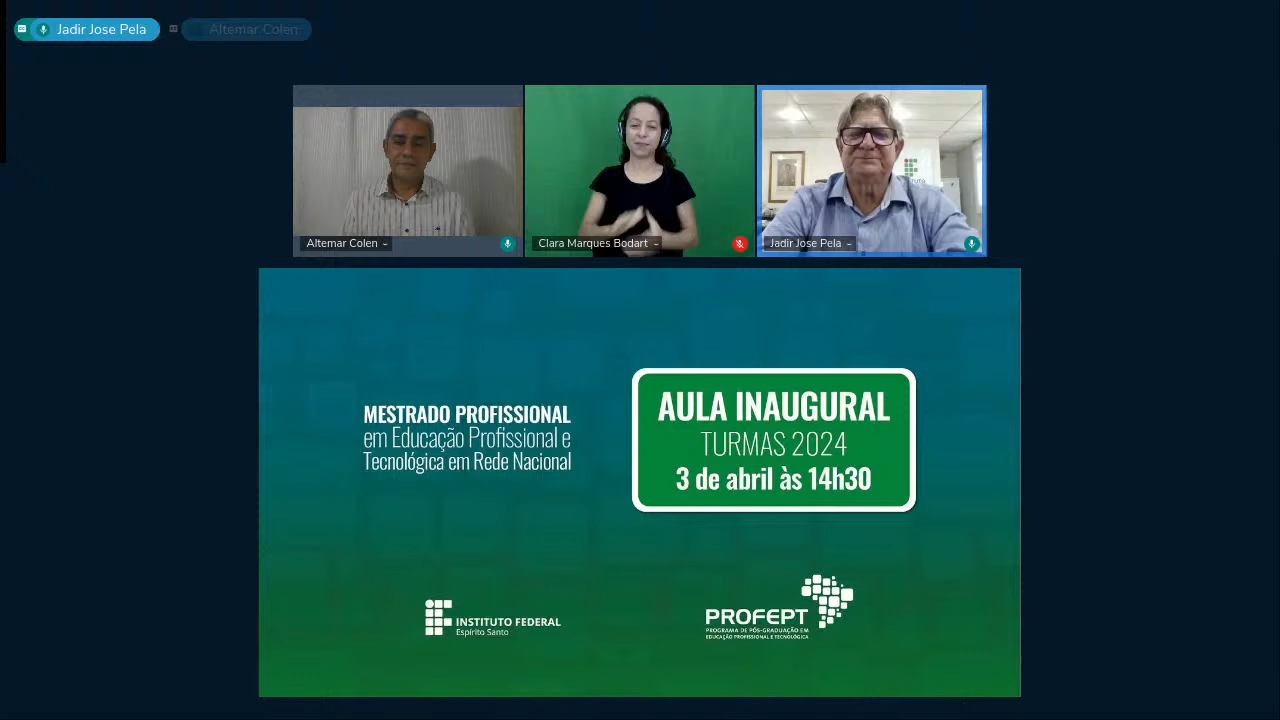 Jadir Jose Pela
Altemar Colen
Altemar Colen
Clara Marques Bodart
Jadir Jose Pela
MESTRADO PROFISSIONAL
em Educação Profissional e
Tecnológica em Rede Nacional
AULA INAUGURAL
TURMAS 2024
3 de abril às 14h30
INSTITUTO FEDERAL
Espírito Santo
PROFEPT
PROGRAMA DE PÓS-GRADUAÇÃO EM
EDUCAÇÃO PROFISSIONAL E TECNOLÓGICA